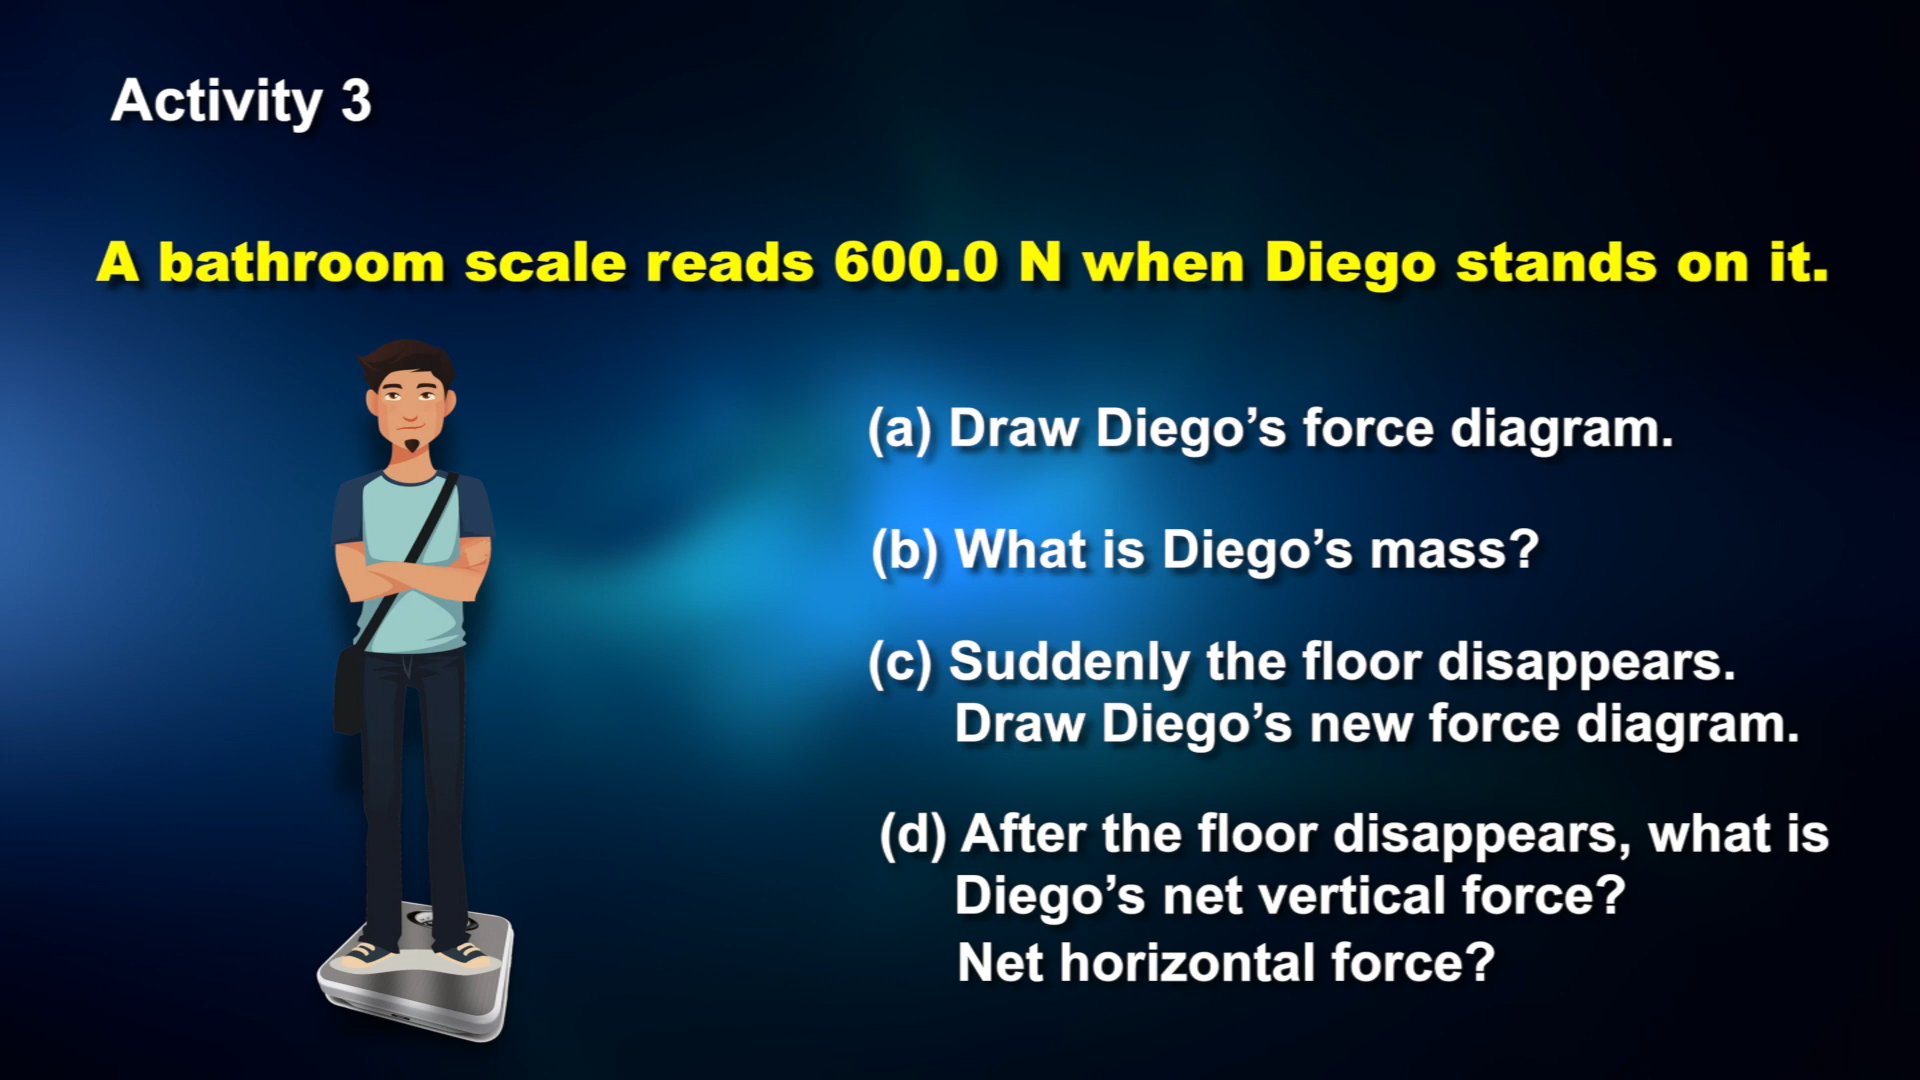 Activity 3
A bathroom scale reads 600.0 N when Diego stands on it.
(a) Draw Diego’s force diagram.
(b) What is Diego’s mass?
(c) Suddenly the floor disappears.
Draw Diego’s new force diagram.
(d) After the floor disappears, what is
Diego’s net vertical force?
Net horizontal force?